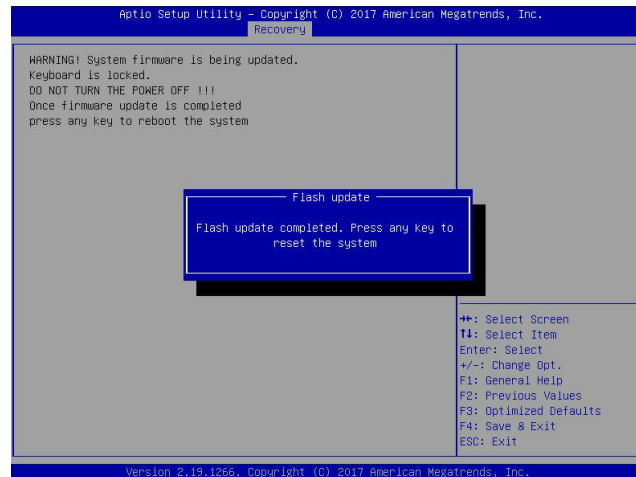 Aptio Setup Utility – Copyright (C) 2017 American Megatrends, Inc.
Recovery
WARNING! System firmware is being updated.
Keyboard is locked.
DO NOT TURN THE POWER OFF !!!
Once firmware update is completed
press any key to reboot the system
Flash update
Flash update completed. Press any key to
reset the system
→←: Select Screen
↑↓: Select Item
Enter: Select
+/-: Change Opt.
F1: General Help
F2: Previous Values
F3: Optimized Defaults
F4: Save & Exit
ESC: Exit
Version 2.19.1266. Copyright (C) 2017 American Megatrends, Inc.